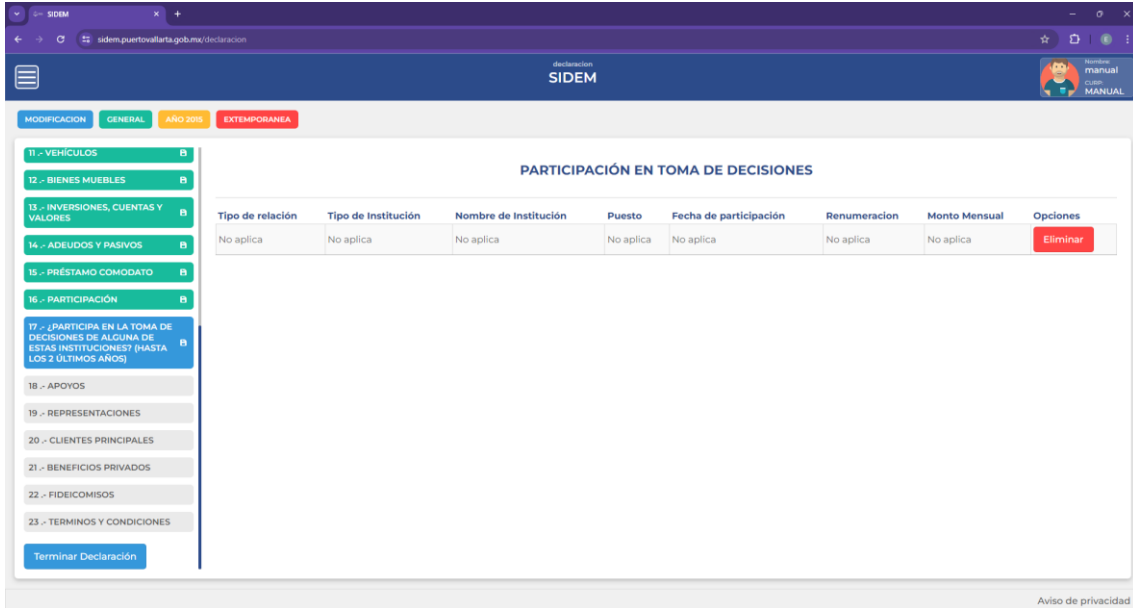 SIDEM
sidem.puertovallarta.gob.mx/declaracion
declaracion
SIDEM
Nombre:
manual
CURP:
MANUAL
MODIFICACION GENERAL AÑO 2015 EXTEMPORANEA
11 .- VEHÍCULOS
12 .- BIENES MUEBLES
13 .- INVERSIONES, CUENTAS Y
VALORES
14 .- ADEUDOS Y PASIVOS
15 .- PRÉSTAMO COMODATO
16 .- PARTICIPACIÓN
17 .- ¿PARTICIPA EN LA TOMA DE
DECISIONES DE ALGUNA DE
ESTAS INSTITUCIONES? (HASTA
LOS 2 ÚLTIMOS AÑOS)
18 .- APOYOS
19 .- REPRESENTACIONES
20 .- CLIENTES PRINCIPALES
21 .- BENEFICIOS PRIVADOS
22 .- FIDEICOMISOS
23 .- TERMINOS Y CONDICIONES
Terminar Declaración
PARTICIPACIÓN EN TOMA DE DECISIONES
Tipo de relación Tipo de Institución Nombre de Institución Puesto Fecha de participación Renumeracion Monto Mensual Opciones
No aplica No aplica No aplica No aplica No aplica No aplica No aplica Eliminar
Aviso de privacidad